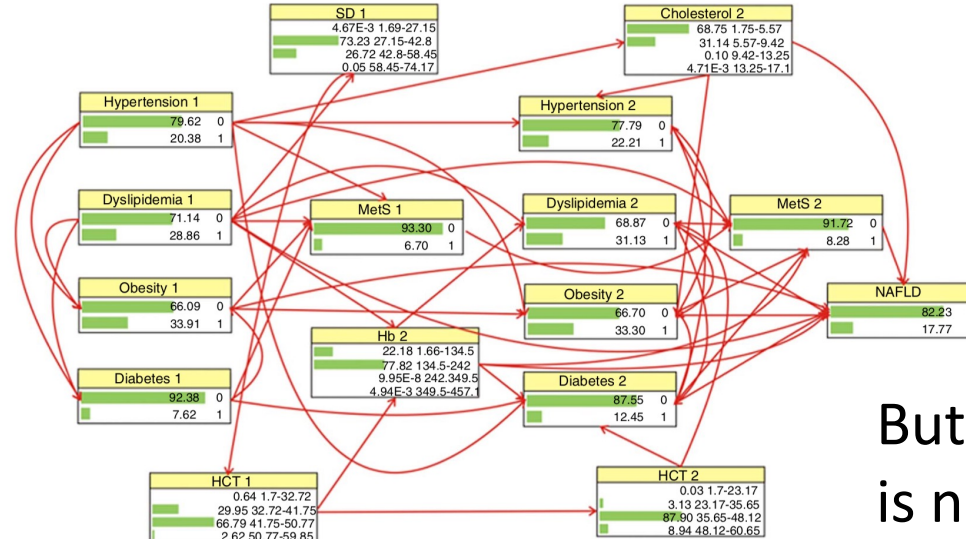 SD 1
4.67E-3 1.69-27.15
73.23 27.15-42.8
26.72 42.8-58.45
0.05 58.45-74.17
Cholesterol 2
68.75 1.75-5.57
31.14 5.57-9.42
0.10 9.42-13.25
4.71E-3 13.25-17.1
Hypertension 1
79.62 0
20.38 1
Hypertension 2
77.79 0
22.21 1
Dyslipidemia 1
71.14 0
28.86 1
MetS 1
93.30 0
6.70 1
Dyslipidemia 2
68.87 0
31.13 1
MetS 2
91.72 0
8.28 1
Obesity 1
66.09 0
33.91 1
Obesity 2
66.70 0
33.30 1
NAFLD
82.23
17.77
Hb 2
22.18 1.66-134.5
77.82 134.5-242
9.95E-8 242.349.5
4.94E-3 349.5-457.1
Diabetes 1
92.38 0
7.62 1
Diabetes 2
87.55 0
12.45 1
But
is n
HCT 1
0.64 1.7-32.72
29.95 32.72-41.75
66.79 41.75-50.77
2.62 50.77-59.85
HCT 2
0.03 1.7-23.17
3.13 23.17-35.65
87.90 35.65-48.12
8.94 48.12-60.65